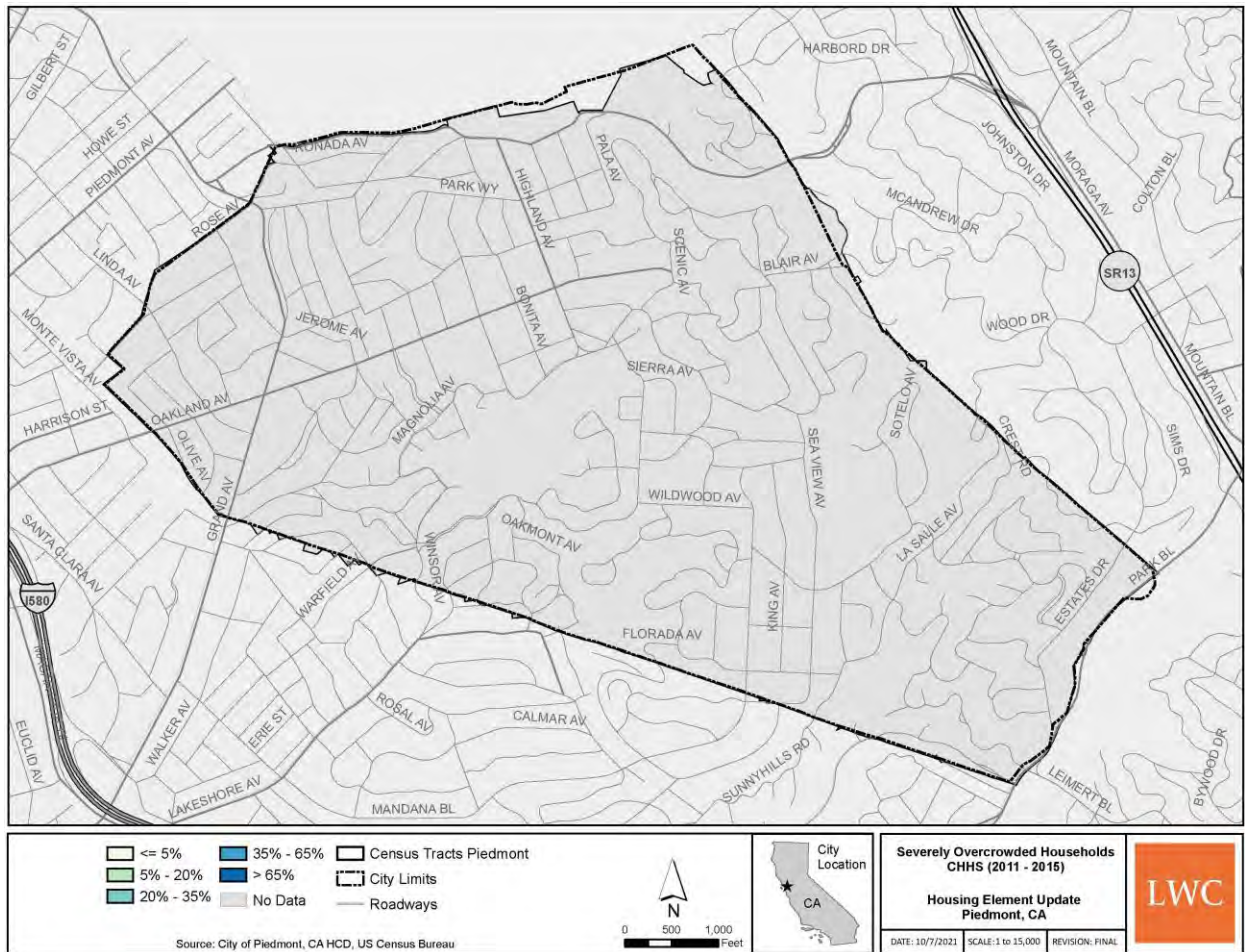 HARBORD DR
MOUNTAIN BL
GILBERT ST
HOWE ST
PIEDMONT AV
JOHNSTON DR
MORAGA AV
COLTON BL
RONADA AV
PALA AV
PARK WY
HIGHLAND AV
MCANDREW DR
ROSE AV
LINDA AV
SCENIC AV
BLAIR AV
SR13
MONTE VISTA AV
JEROME AV
BONITA AV
WOOD DR
MOUNTAIN BL
HARRISON ST
OAKLAND AV
MAGNOLIA AV
SIERRA AV
SOTELO AV
OLIVE AV
SEA VIEW AV
CREST RD
SIMS DR
GRAND AV
WILDWOOD AV
SANTA CLARA AV
OAKMONT AV
LA SALLE AV
WINSOR AV
PARK BL
I580
WARFIELD
ESTATES DR
KING AV
FLORADA AV
EUCLID AV
WALKER AV
ERIE ST
ROSAL AV
CALMAR AV
SUNNYHILLS RD
BYWOOD DR
LAKESHORE AV
MANDANA BL
LEIMERT BL
<= 5%
5% - 20%
20% - 35%
35% - 65%
> 65%
No Data
Census Tracts Piedmont
City Limits
Roadways
Source: City of Piedmont, CA HCD, US Census Bureau
N
0 500 1,000
Feet
City
Location
CA
Severely Overcrowded Households
CHHS (2011 - 2015)
Housing Element Update
Piedmont, CA
DATE: 10/7/2021 SCALE:1 to 15,000 REVISION: FINAL
LWC